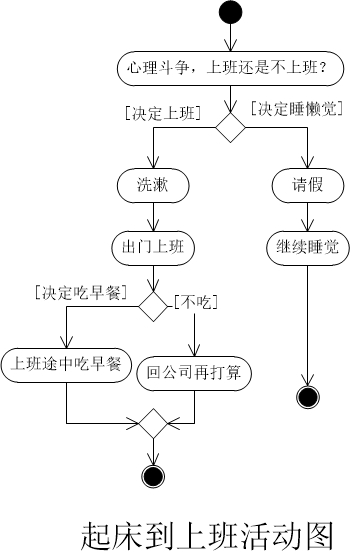 心理斗争，上班还是不上班？
[决定上班]
[决定睡懒觉]
洗漱
请假
出门上班
继续睡觉
[决定吃早餐]
[不吃]
上班途中吃早餐
回公司再打算
起床到上班活动图